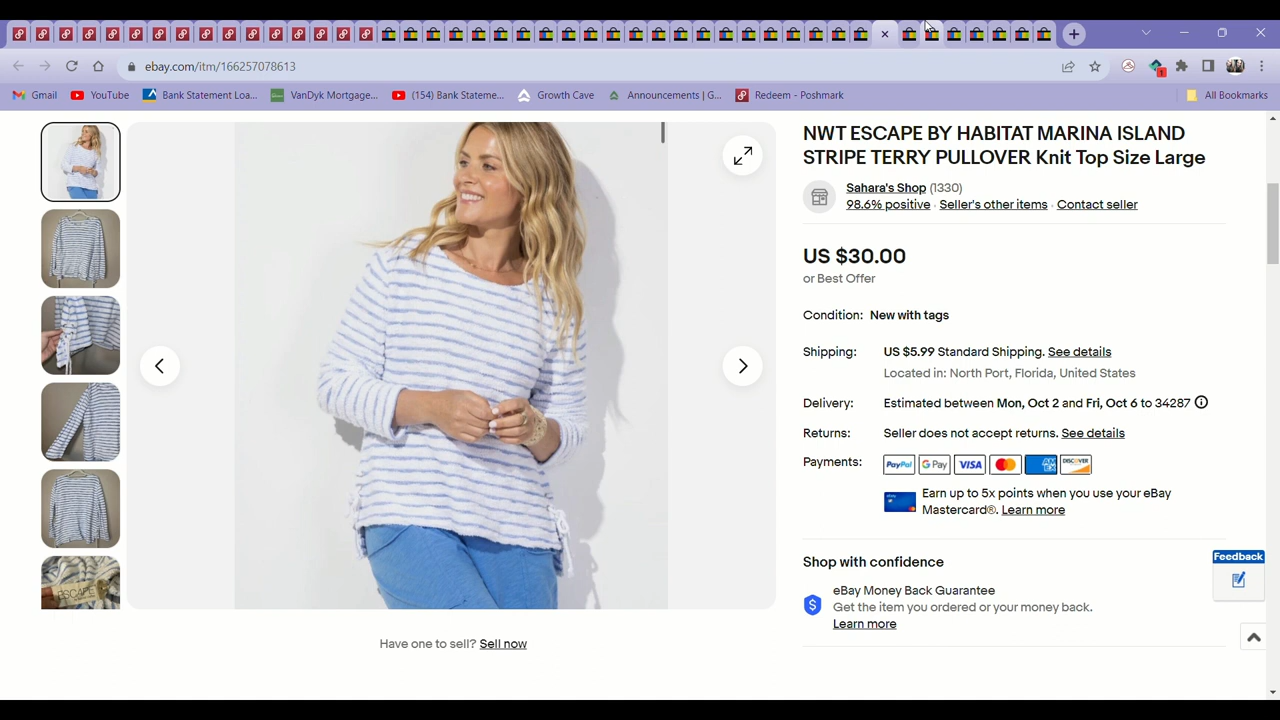 ebay.com/itm/166257078613
1
Gmail
YouTube
Bank Statement Loa...
VanDyk Mortgage...
(154) Bank Stateme...
Growth Cave
Announcements | G...
Redeem - Poshmark
All Bookmarks
NWT ESCAPE BY HABITAT MARINA ISLAND
STRIPE TERRY PULLOVER Knit Top Size Large
Sahara's Shop (1330)
98.6% positive · Seller's other items · Contact seller
US $30.00
or Best Offer
Condition: New with tags
Shipping: US $5.99 Standard Shipping. See details
Located in: North Port, Florida, United States
Delivery: Estimated between Mon, Oct 2 and Fri, Oct 6 to 34287
Returns: Seller does not accept returns. See details
Payments: PayPal G Pay VISA DISCOVER
Earn up to 5x points when you use your eBay
Mastercard®. Learn more
Shop with confidence
Feedback
eBay Money Back Guarantee
Get the item you ordered or your money back.
Learn more
ESCAPE
Have one to sell? Sell now